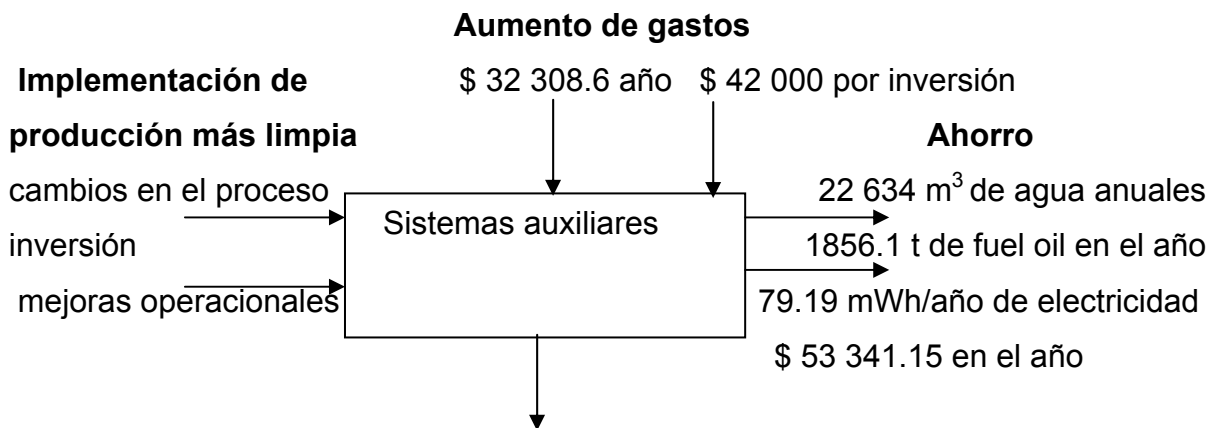 Aumento de gastos
Implementación de
producción más limpia
cambios en el proceso
inversión
mejoras operacionales
$ 32 308.6 año $ 42 000 por inversión
Sistemas auxiliares
Ahorro
22 634 m³ de agua anuales
1856.1 t de fuel oil en el año
79.19 mWh/año de electricidad
$ 53 341.15 en el año